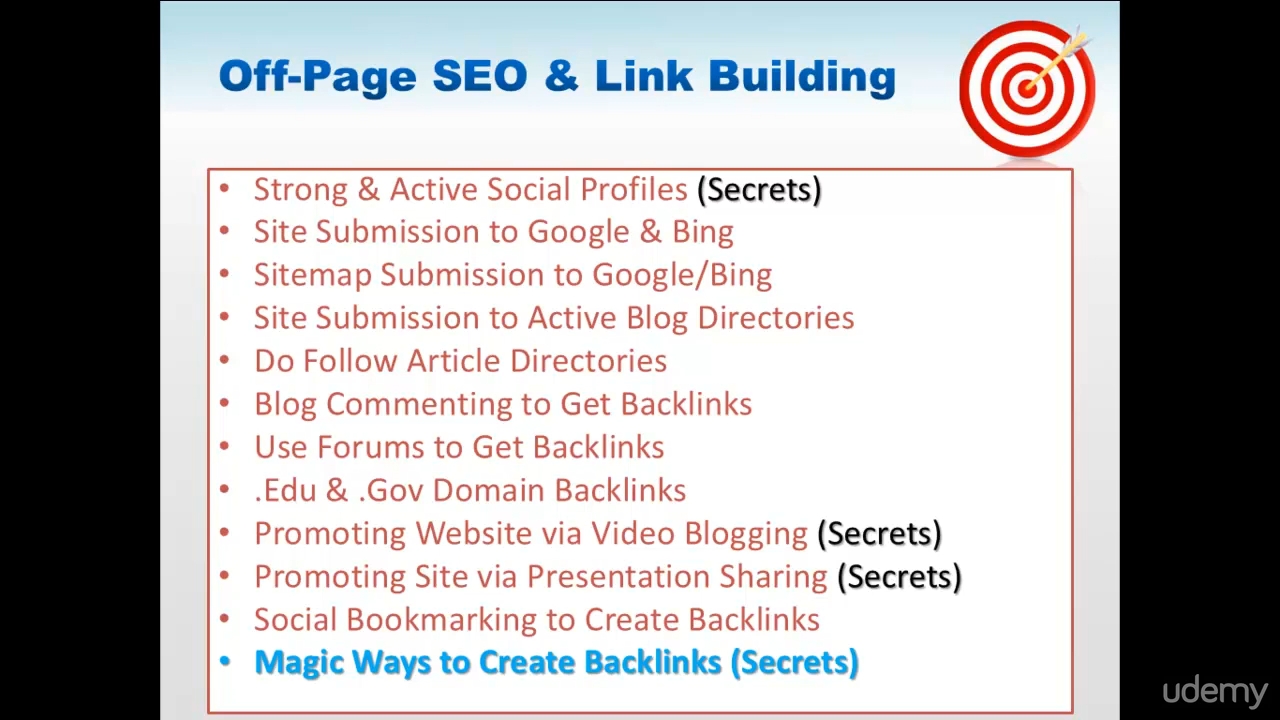 Off-Page SEO & Link Building
• Strong & Active Social Profiles (Secrets)
• Site Submission to Google & Bing
• Sitemap Submission to Google/Bing
• Site Submission to Active Blog Directories
• Do Follow Article Directories
• Blog Commenting to Get Backlinks
• Use Forums to Get Backlinks
• .Edu & .Gov Domain Backlinks
• Promoting Website via Video Blogging (Secrets)
• Promoting Site via Presentation Sharing (Secrets)
• Social Bookmarking to Create Backlinks
• Magic Ways to Create Backlinks (Secrets)
udemy